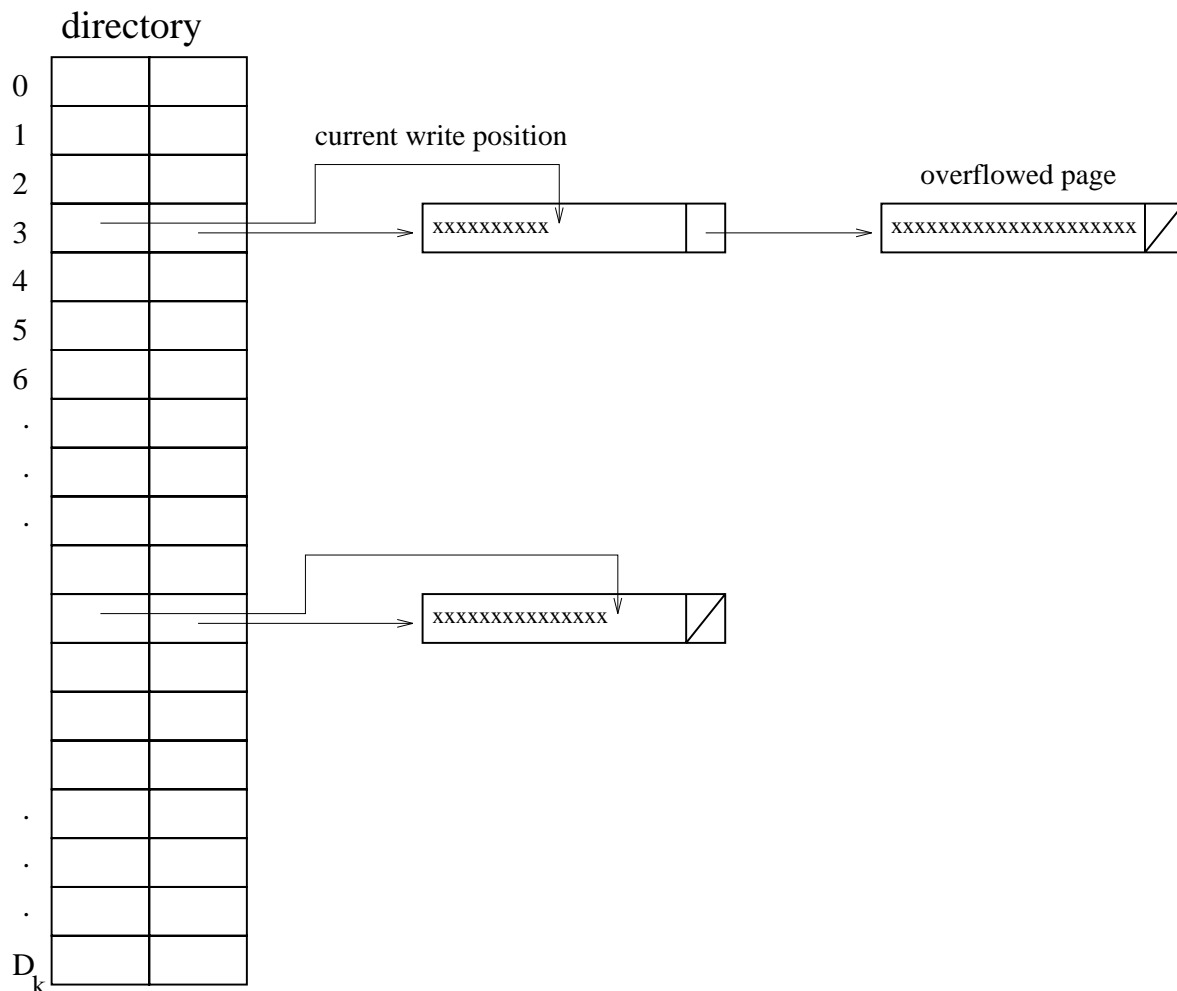 directory
0
1
current write position
2
overflowed page
3
xxxxxxxxxx
xxxxxxxxxxxxxxxxxxxxx
4
5
6
.
.
.
xxxxxxxxxxxxxxx
.
.
.
D_k